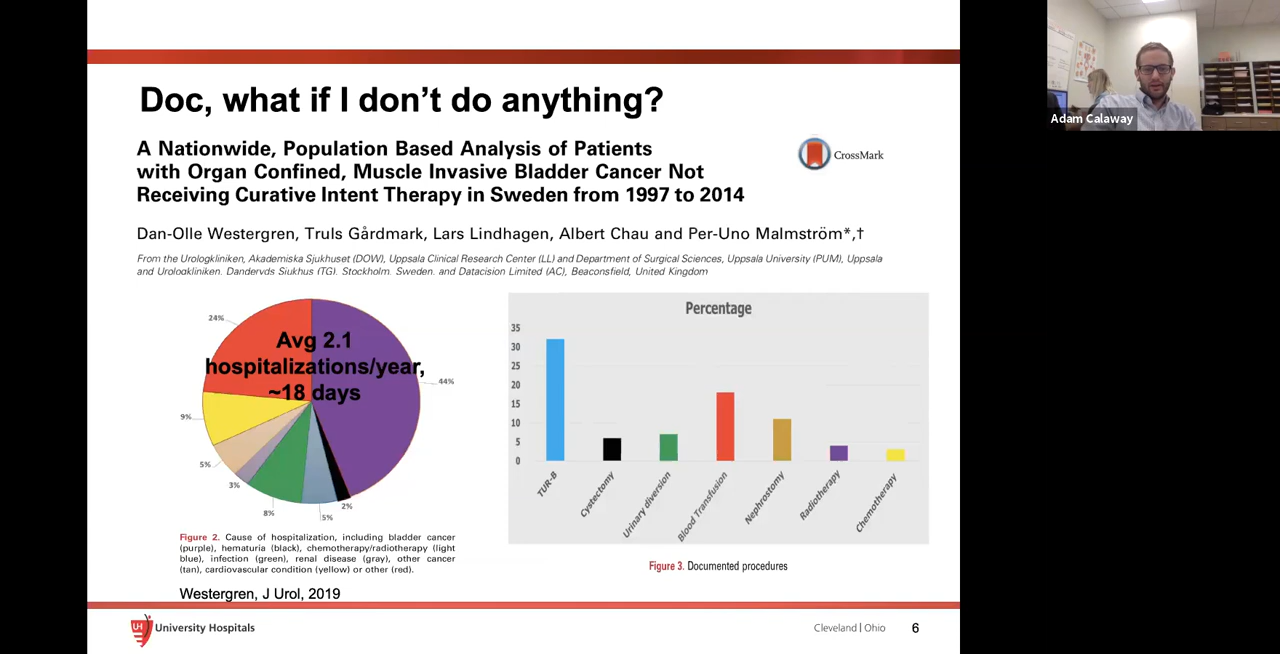 Doc, what if I don't do anything?
A Nationwide, Population Based Analysis of Patients
with Organ Confined, Muscle Invasive Bladder Cancer Not
Receiving Curative Intent Therapy in Sweden from 1997 to 2014
CrossMark
Dan-Olle Westergren, Truls Gårdmark, Lars Lindhagen, Albert Chau and Per-Uno Malmström*,†
From the Urologkliniken, Akademiska Sjukhuset (DOW), Uppsala Clinical Research Center (LL) and Department of Surgical Sciences, Uppsala University (PUM), Uppsala
and Urologkliniken, Danderyds Sjukhus (TG), Stockholm, Sweden, and Datacision Limited (AC), Beaconsfield, United Kingdom
24%
44%
9%
5%
3%
8%
5%
2%
Avg 2.1
hospitalizations/year,
~18 days
Figure 2. Cause of hospitalization, including bladder cancer
(purple), hematuria (black), chemotherapy/radiotherapy (light
blue), infection (green), renal disease (gray), other cancer
(tan), cardiovascular condition (yellow) or other (red).
Percentage
35
30
25
20
15
10
5
0
TUR-B
Cystectomy
Urinary diversion
Blood Transfusion
Nephrostomy
Radiotherapy
Chemotherapy
Figure 3. Documented procedures
Westergren, J Urol, 2019
UH
University Hospitals
Cleveland | Ohio
6
Adam Calaway